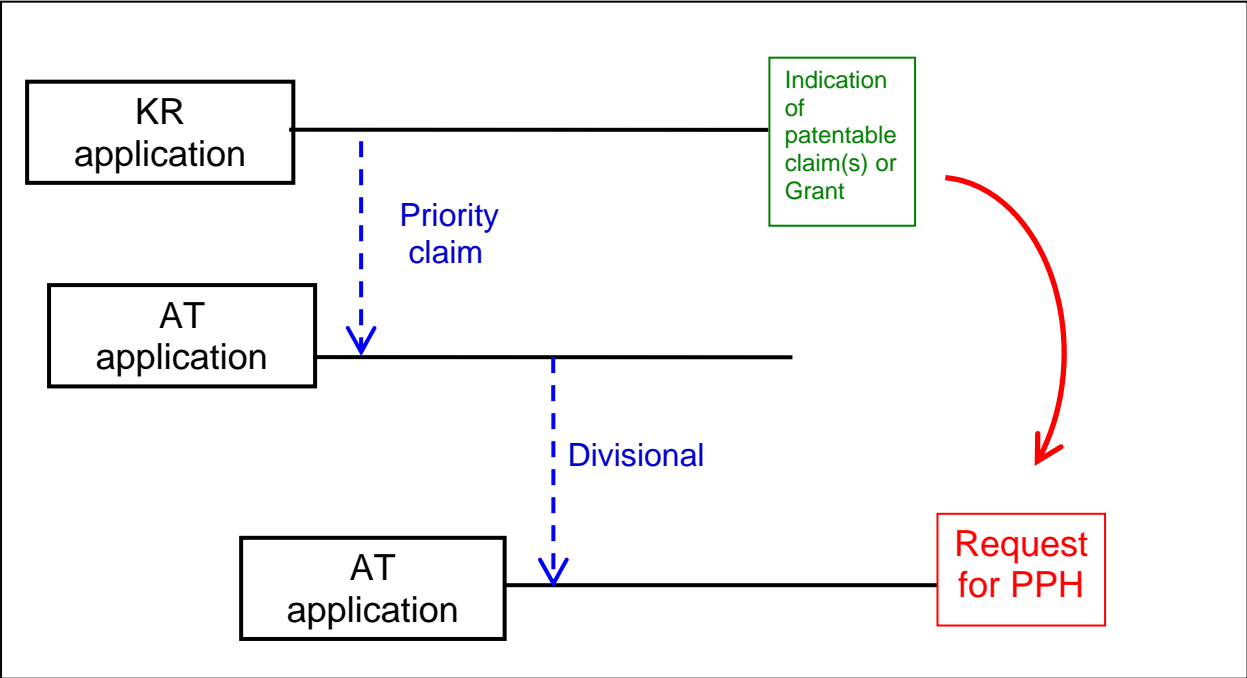 KR
application
Indication
of
patentable
claim(s) or
Grant
Priority
claim
AT
application
Divisional
AT
application
Request
for PPH